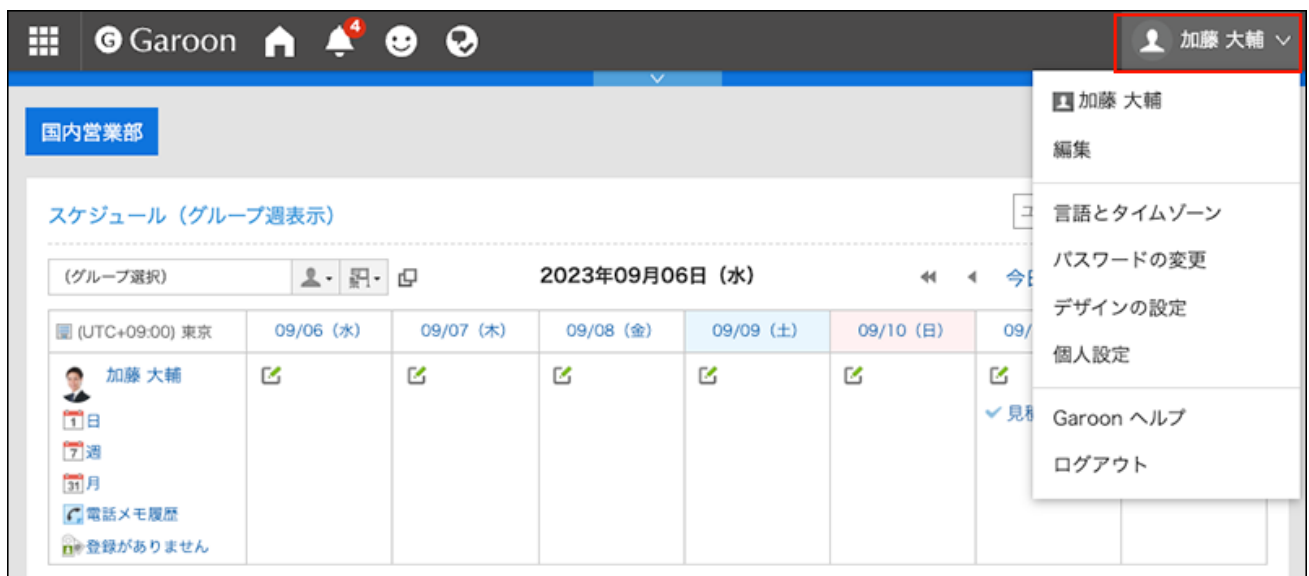 G Garoon 4 加藤 大輔
加藤 大輔
編集
言語とタイムゾーン
パスワードの変更
デザインの設定
個人設定
Garoon ヘルプ
ログアウト
国内営業部
スケジュール（グループ週表示）
ユ
(グループ選択) 2023年09月06日（水） 今日
(UTC+09:00) 東京 09/06（水） 09/07（木） 09/08（金） 09/09（土） 09/10（日） 09/
加藤 大輔
見積
1 日
7 週
31 月
電話メモ履歴
登録がありません